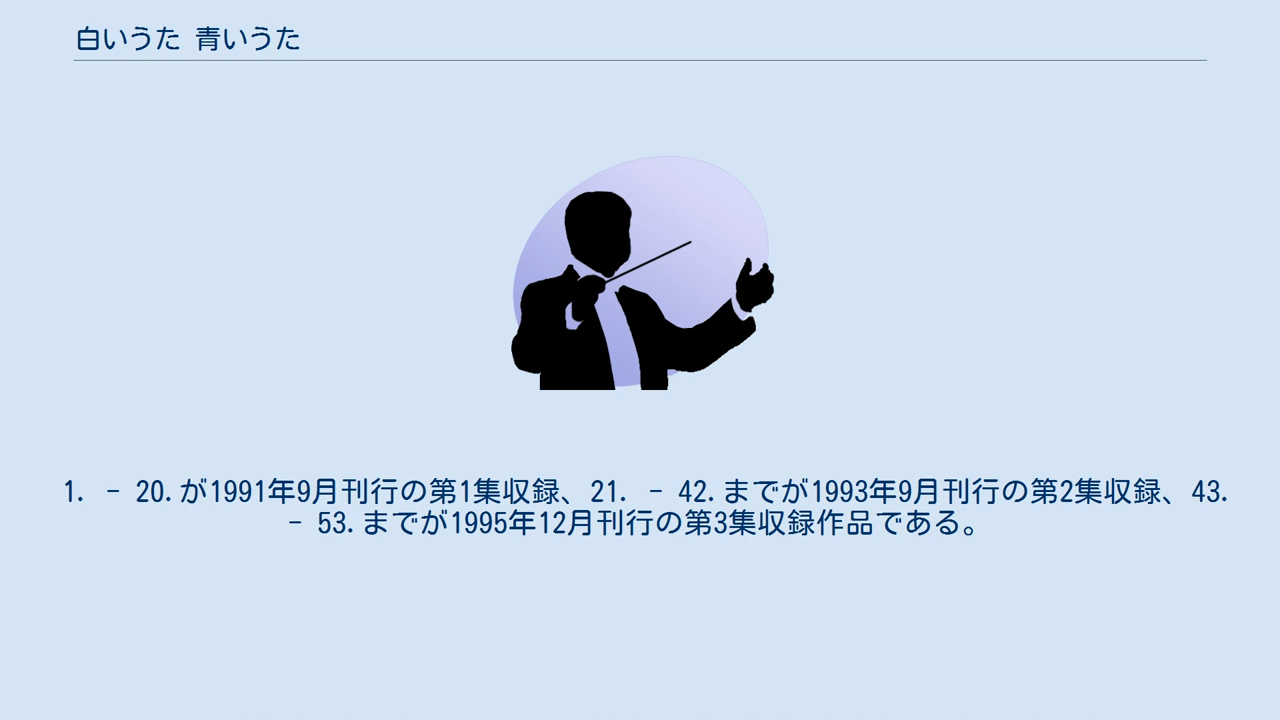 白いうた 青いうた
1. - 20.が1991年9月刊行の第1集収録、21. - 42.までが1993年9月刊行の第2集収録、43.
- 53.までが1995年12月刊行の第3集収録作品である。